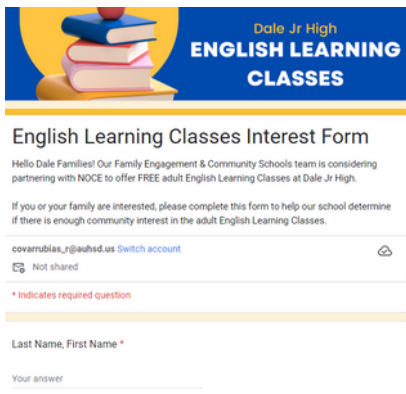 Dale Jr High
ENGLISH LEARNING
CLASSES
English Learning Classes Interest Form
Hello Dale Families! Our Family Engagement & Community Schools team is considering
partnering with NOCE to offer FREE adult English Learning Classes at Dale Jr High.
If you or your family are interested, please complete this form to help our school determine
if there is enough community interest in the adult English Learning Classes.
covarrubias_r@auhsd.us Switch account
Not shared
* Indicates required question
Last Name, First Name *
Your answer